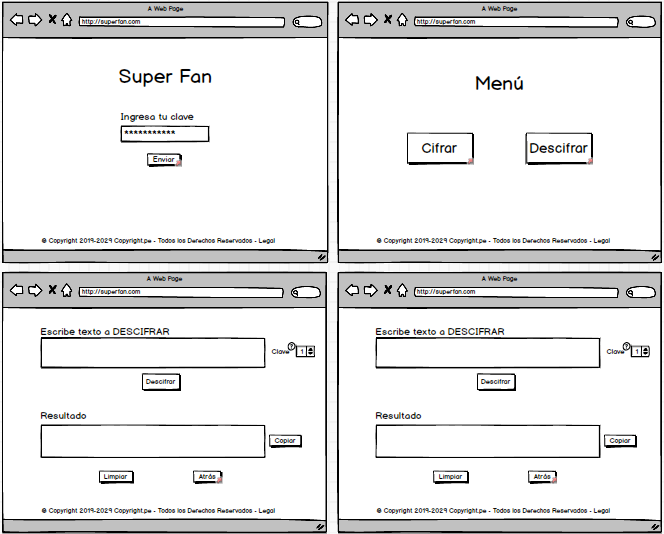 A Web Page
http://superfan.com
Super Fan
Ingresa tu clave
***********
Enviar
© Copyright 2019-2029 Copyright.pe - Todos los Derechos Reservados - Legal
A Web Page
http://superfan.com
Menú
Cifrar
Descifrar
© Copyright 2019-2029 Copyright.pe - Todos los Derechos Reservados - Legal
A Web Page
http://superfan.com
Escribe texto a DESCIFRAR
Clave ? 1
Descifrar
Resultado
Copiar
Limpiar Atrás
© Copyright 2019-2029 Copyright.pe - Todos los Derechos Reservados - Legal
A Web Page
http://superfan.com
Escribe texto a DESCIFRAR
Clave ? 1
Descifrar
Resultado
Copiar
Limpiar Atrás
© Copyright 2019-2029 Copyright.pe - Todos los Derechos Reservados - Legal